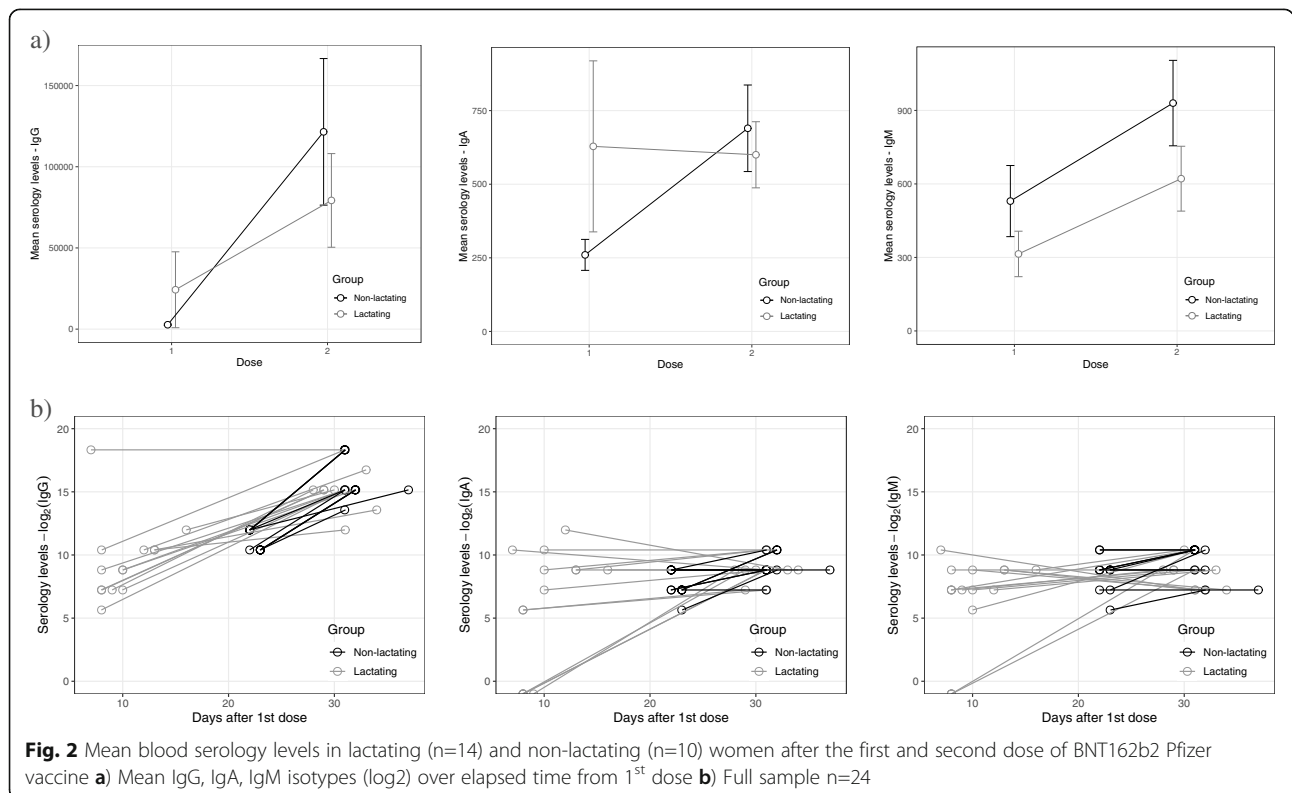 a)
150000
100000
50000
0
Mean serology levels - IgG
1
2
Dose
Group
Non-lactating
Lactating
750
500
250
0
Mean serology levels - IgA
1
2
Dose
Group
Non-lactating
Lactating
900
600
300
0
Mean serology levels - IgM
1
2
Dose
Group
Non-lactating
Lactating
b)
20
15
10
5
0
Serology levels – log2(IgG)
10
20
30
Days after 1st dose
Group
Non-lactating
Lactating
20
15
10
5
0
Serology levels – log2(IgA)
10
20
30
Days after 1st dose
Group
Non-lactating
Lactating
20
15
10
5
0
Serology levels – log2(IgM)
10
20
30
Days after 1st dose
Group
Non-lactating
Lactating
Fig. 2 Mean blood serology levels in lactating (n=14) and non-lactating (n=10) women after the first and second dose of BNT162b2 Pfizer
vaccine a) Mean IgG, IgA, IgM isotypes (log2) over elapsed time from 1st dose b) Full sample n=24